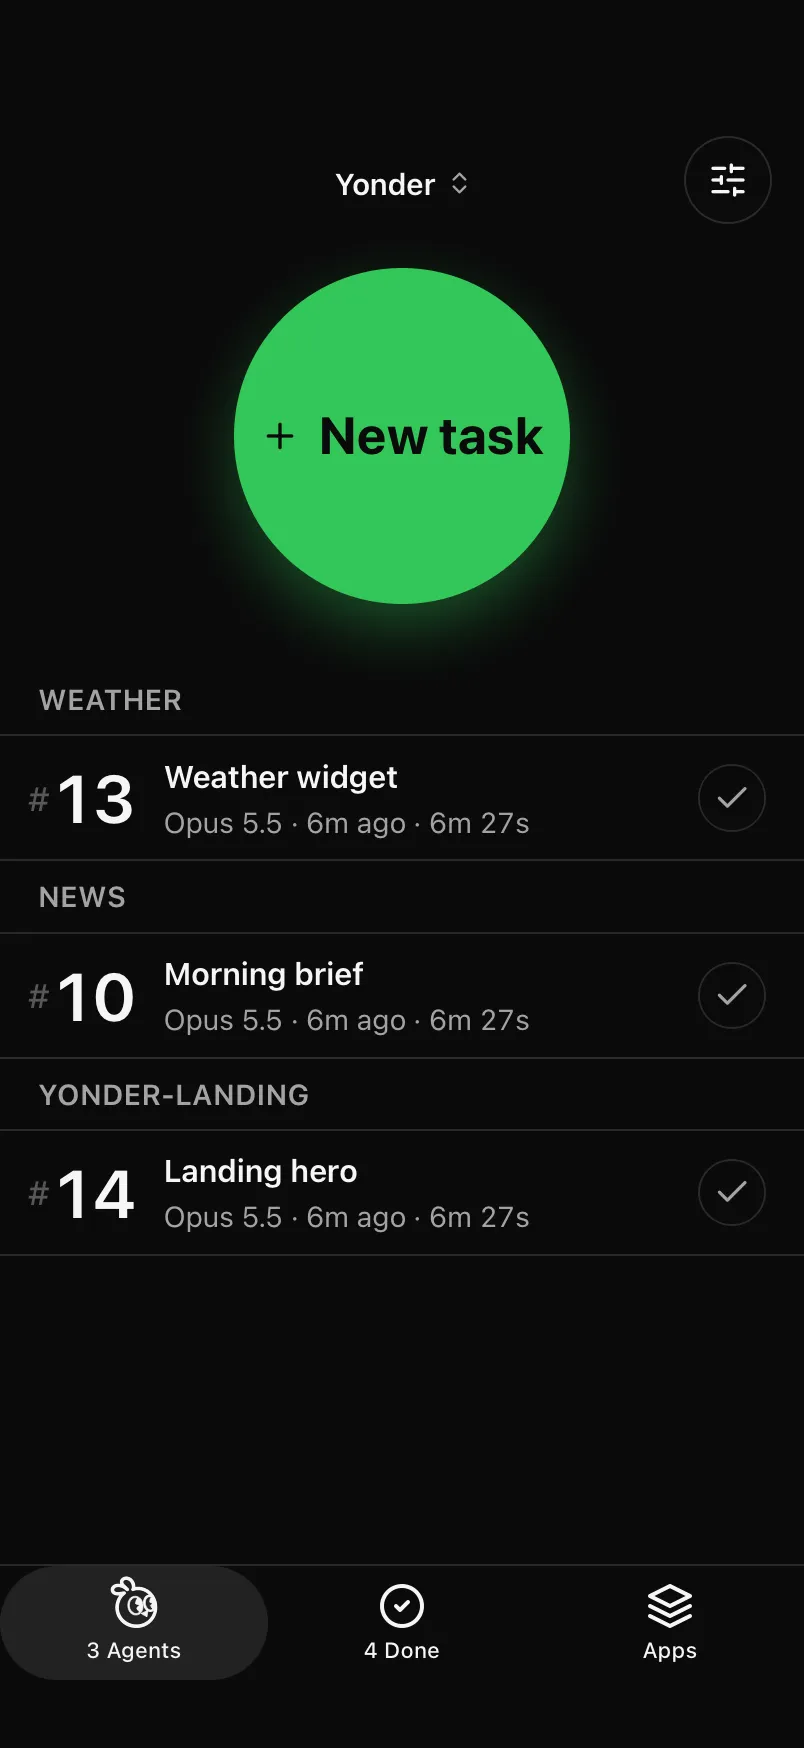 Yonder
+ New task
WEATHER
#13
Weather widget
Opus 5.5 · 6m ago · 6m 27s
NEWS
#10
Morning brief
Opus 5.5 · 6m ago · 6m 27s
YONDER-LANDING
#14
Landing hero
Opus 5.5 · 6m ago · 6m 27s
3 Agents
4 Done
Apps